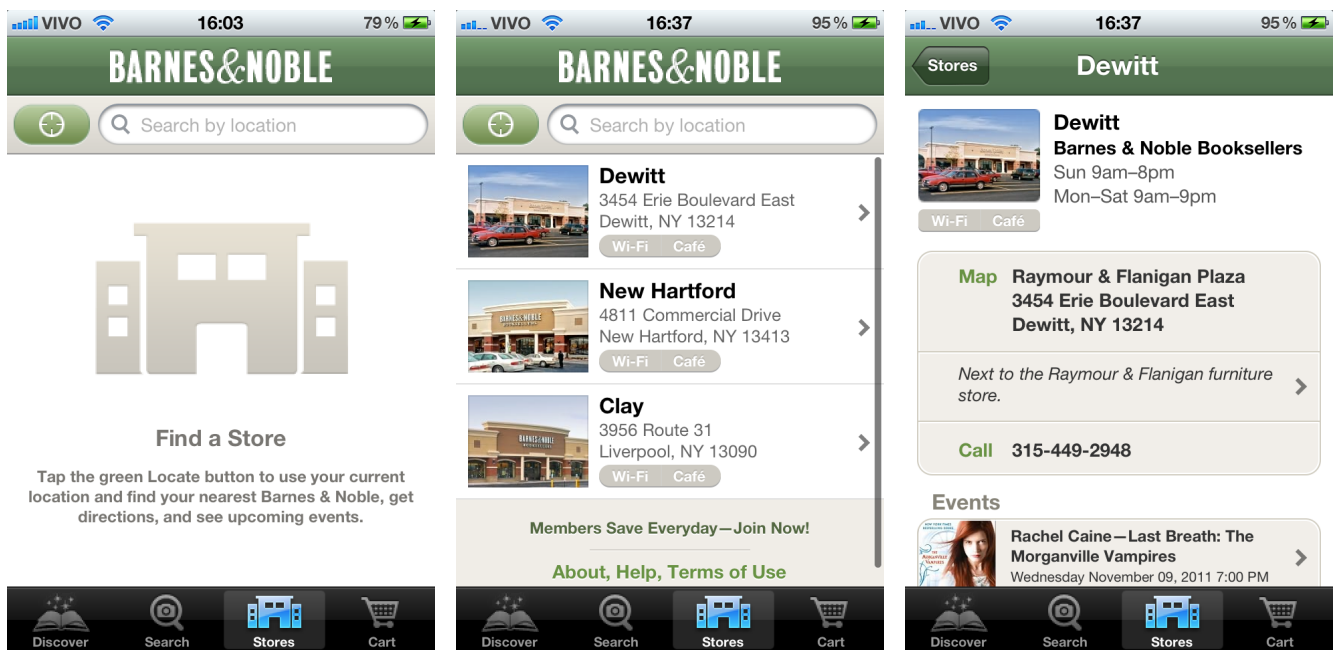 VIVO 16:03 79%
BARNES&NOBLE
Search by location
Find a Store
Tap the green Locate button to use your current
location and find your nearest Barnes & Noble, get
directions, and see upcoming events.
Discover Search Stores Cart
VIVO 16:37 95%
BARNES&NOBLE
Search by location
Dewitt
3454 Erie Boulevard East
Dewitt, NY 13214
Wi-Fi Café
New Hartford
4811 Commercial Drive
New Hartford, NY 13413
Wi-Fi Café
BARNES&NOBLE
Clay
3956 Route 31
Liverpool, NY 13090
Wi-Fi Café
BARNES&NOBLE
Members Save Everyday—Join Now!
About, Help, Terms of Use
Discover Search Stores Cart
VIVO 16:37 95%
Stores Dewitt
Dewitt
Barnes & Noble Booksellers
Sun 9am–8pm
Mon–Sat 9am–9pm
Wi-Fi Café
Map Raymour & Flanigan Plaza
3454 Erie Boulevard East
Dewitt, NY 13214
Next to the Raymour & Flanigan furniture
store.
Call 315-449-2948
Events
Rachel Caine—Last Breath: The
Morganville Vampires
Wednesday November 09, 2011 7:00 PM
Discover Search Stores Cart